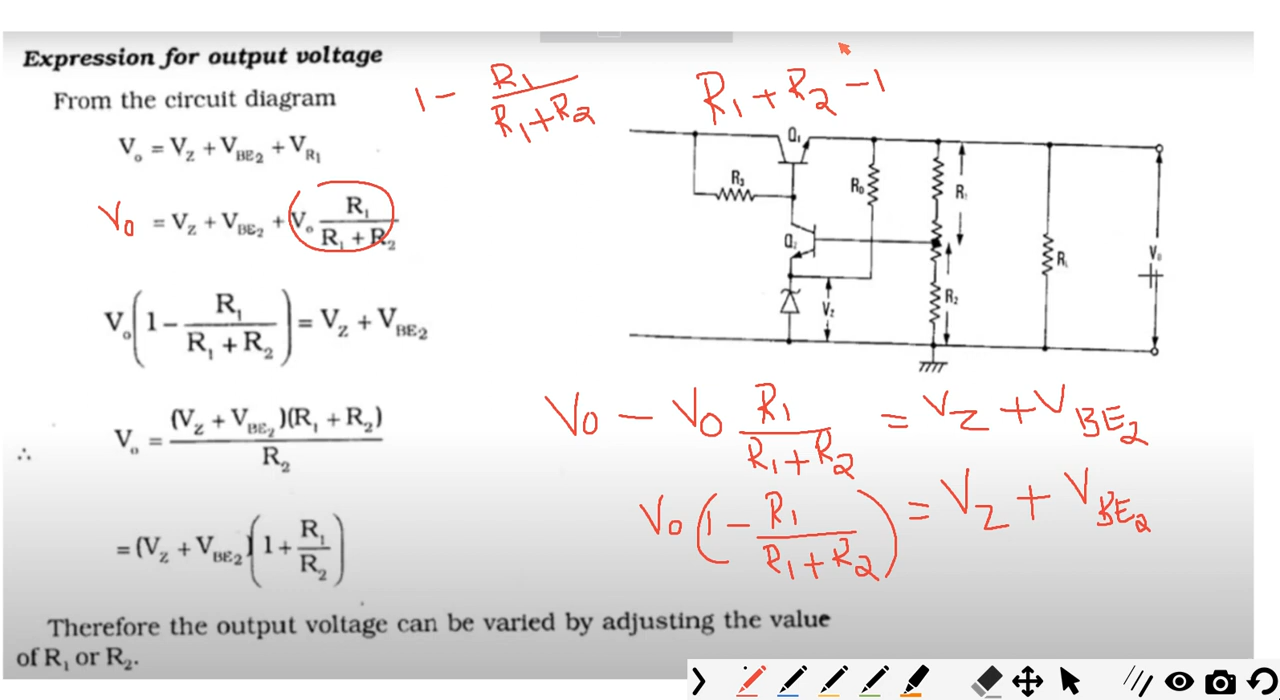 Expression for output voltage
From the circuit diagram
V₀ = V_Z + V_BE₂ + V_R₁
V₀ = V_Z + V_BE₂ + V₀ R₁/(R₁ + R₂)
V₀(1 − R₁/(R₁ + R₂)) = V_Z + V_BE₂
∴ V₀ = (V_Z + V_BE₂)(R₁ + R₂)/R₂
= (V_Z + V_BE₂)(1 + R₁/R₂)
Therefore the output voltage can be varied by adjusting the value
of R₁ or R₂.
1 − R₁/(R₁ + R₂)
R₁ + R₂ − 1
Q₁
R₃
R₀
R₁
Q₂
V_Z
R₂
R_L
V₀
V₀ − V₀ R₁/(R₁ + R₂) = V_Z + V_BE₂
V₀(1 − R₁/(R₁ + R₂)) = V_Z + V_BE₂